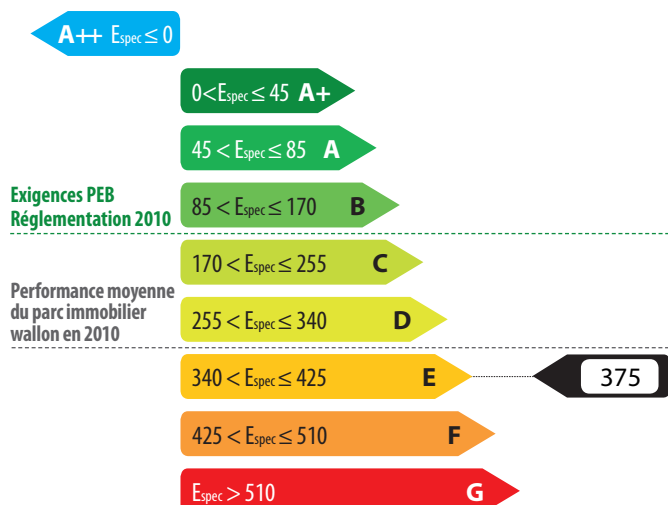 A++ Espec ≤ 0
0<Espec ≤ 45 A+
45 < Espec ≤ 85 A
Exigences PEB
Réglementation 2010
85 < Espec ≤ 170 B
170 < Espec ≤ 255 C
Performance moyenne
du parc immobilier
wallon en 2010
255 < Espec ≤ 340 D
340 < Espec ≤ 425 E 375
425 < Espec ≤ 510 F
Espec > 510 G